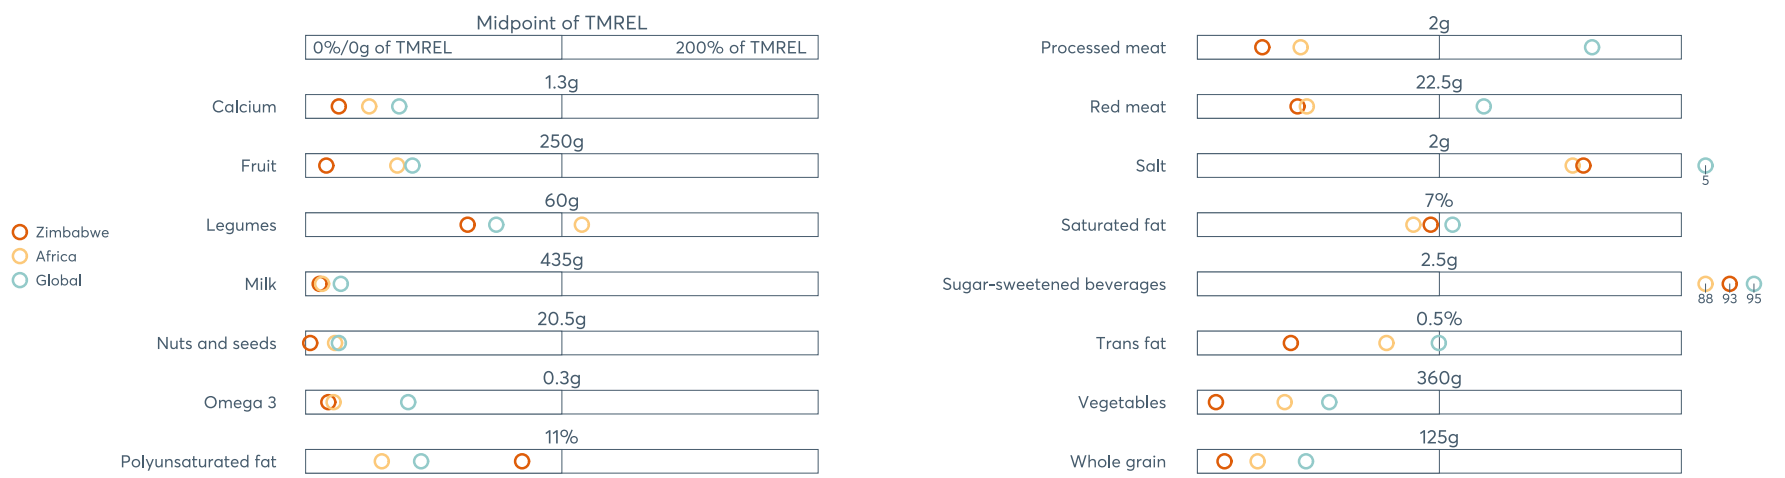 Midpoint of TMREL
0%/0g of TMREL 200% of TMREL
1.3g
Calcium
250g
Fruit
60g
Legumes
435g
Milk
20.5g
Nuts and seeds
0.3g
Omega 3
11%
Polyunsaturated fat
Zimbabwe
Africa
Global
2g
Processed meat
22.5g
Red meat
2g
Salt
5
7%
Saturated fat
2.5g
Sugar-sweetened beverages
88 93 95
0.5%
Trans fat
360g
Vegetables
125g
Whole grain